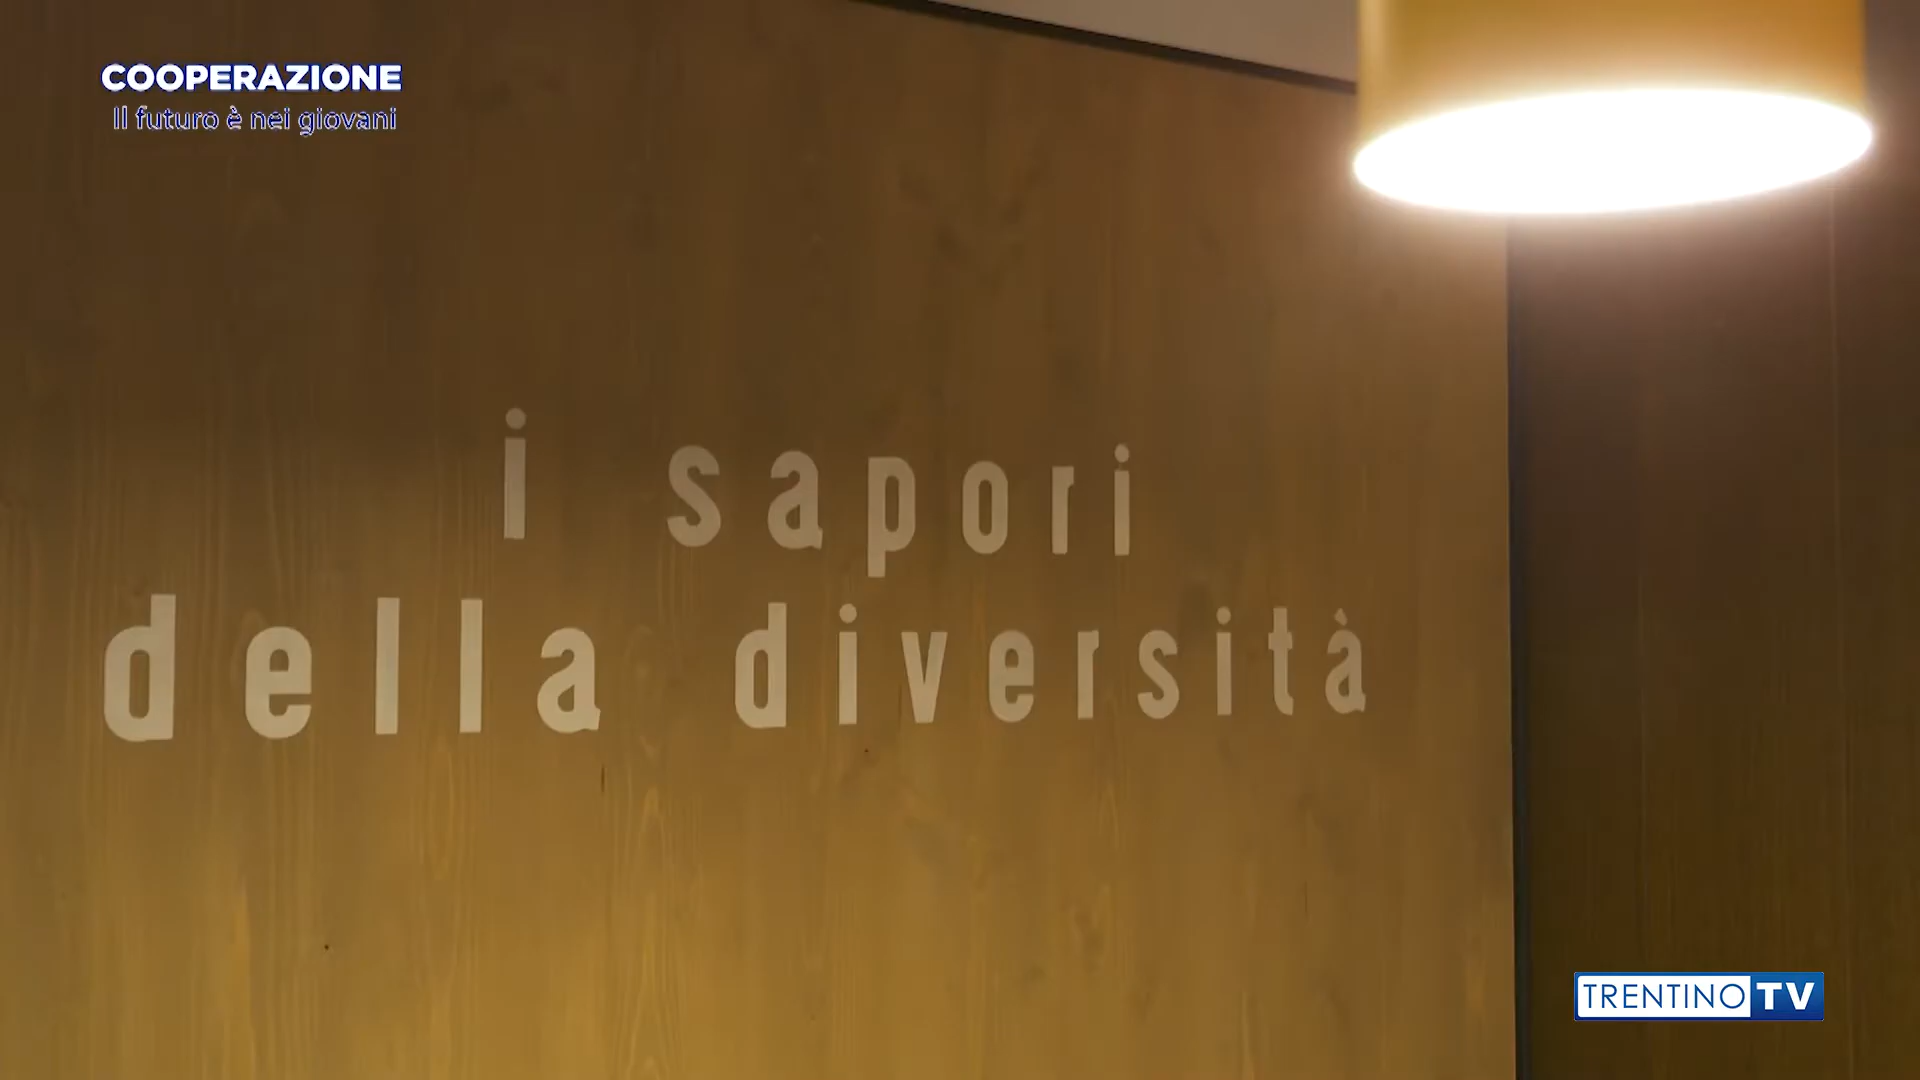 COOPERAZIONE
Il futuro è nei giovani
i sapori
della diversità
TRENTINO TV